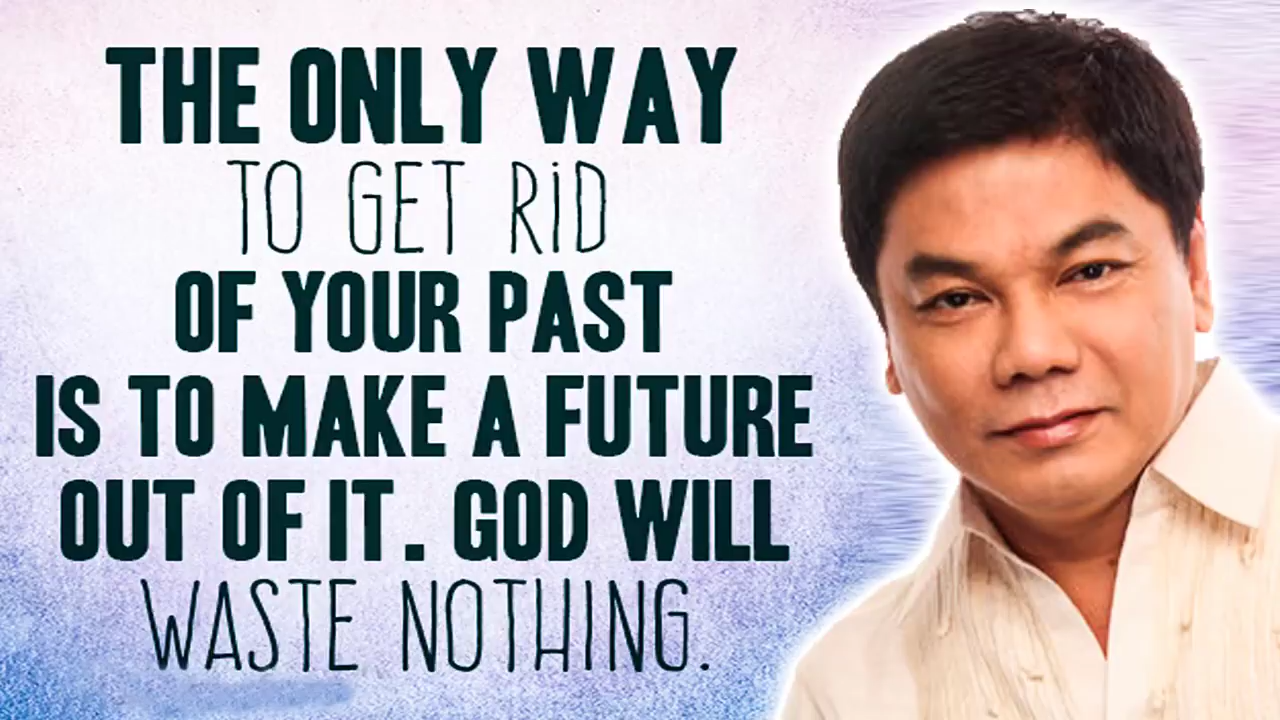 THE ONLY WAY
TO GET RiD
OF YOUR PAST
IS TO MAKE A FUTURE
OUT OF IT. GOD WILL
WASTE NOTHING.